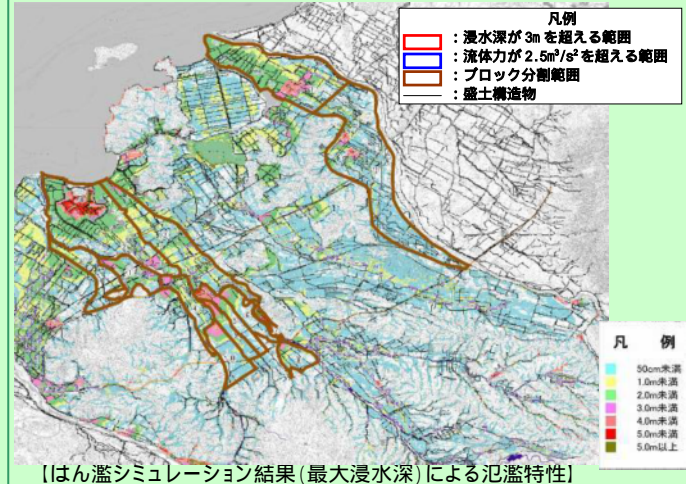 凡例
：浸水深が3mを超える範囲
：流体力が2.5m³/s²を超える範囲
：ブロック分割範囲
：盛土構造物
凡　例
50cm未満
1.0m未満
2.0m未満
3.0m未満
4.0m未満
5.0m未満
5.0m以上
【はん濫シミュレーション結果(最大浸水深)による氾濫特性】